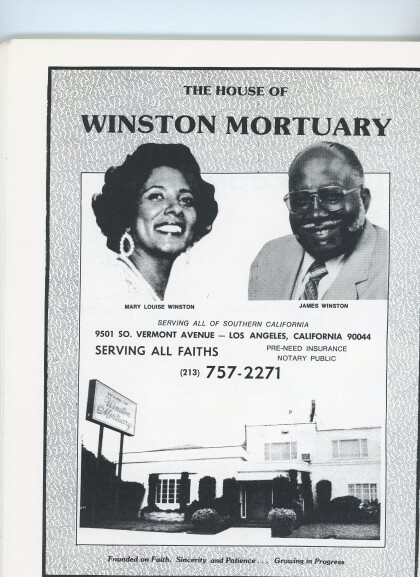 THE HOUSE OF
WINSTON MORTUARY
MARY LOUISE WINSTON
JAMES WINSTON
SERVING ALL OF SOUTHERN CALIFORNIA
9501 SO. VERMONT AVENUE — LOS ANGELES, CALIFORNIA 90044
SERVING ALL FAITHS
PRE-NEED INSURANCE
NOTARY PUBLIC
(213) 757-2271
Winston
Mortuary
Founded on Faith, Sincerity and Patience . . . Growing in Progress